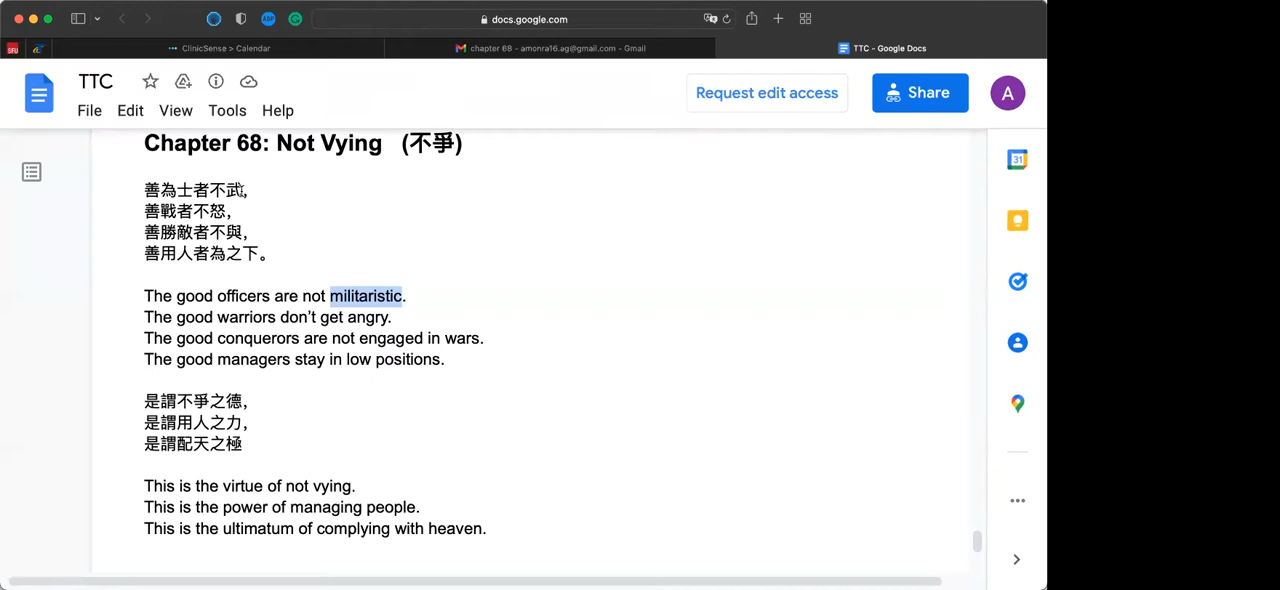 docs.google.com
SFU
ABP
ClinicSense > Calendar
chapter 68 - amonra16.ag@gmail.com - Gmail
TTC - Google Docs
TTC
File Edit View Tools Help
Request edit access
Share
A
31
Chapter 68: Not Vying (不爭)
善為士者不武,
善戰者不怒,
善勝敵者不與,
善用人者為之下。
The good officers are not militaristic.
The good warriors don’t get angry.
The good conquerors are not engaged in wars.
The good managers stay in low positions.
是謂不爭之德,
是謂用人之力,
是謂配天之極
This is the virtue of not vying.
This is the power of managing people.
This is the ultimatum of complying with heaven.